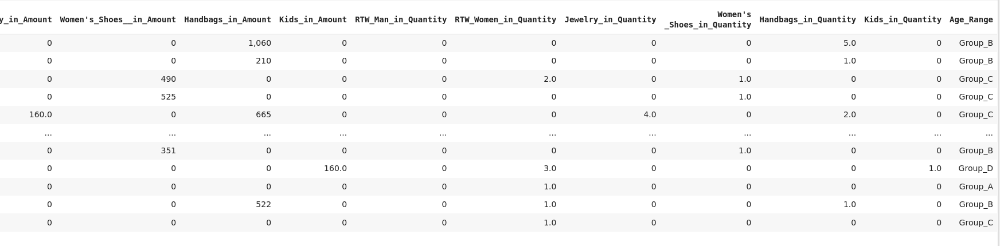 y_in_Amount Women's_Shoes__in_Amount Handbags_in_Amount Kids_in_Amount RTW_Man_in_Quantity RTW_Women_in_Quantity Jewelry_in_Quantity Women's _Shoes_in_Quantity Handbags_in_Quantity Kids_in_Quantity Age_Range
0 0 1,060 0 0 0 0 0 5.0 0 Group_B
0 0 210 0 0 0 0 0 1.0 0 Group_B
0 490 0 0 0 2.0 0 1.0 0 0 Group_C
0 525 0 0 0 0 0 1.0 0 0 Group_C
160.0 0 665 0 0 0 4.0 0 2.0 0 Group_C
... ... ... ... ... ... ... ... ... ... ...
0 351 0 0 0 0 0 1.0 0 0 Group_B
0 0 0 160.0 0 3.0 0 0 0 1.0 Group_D
0 0 0 0 0 1.0 0 0 0 0 Group_A
0 0 522 0 0 1.0 0 0 1.0 0 Group_B
0 0 0 0 0 1.0 0 0 0 0 Group_C